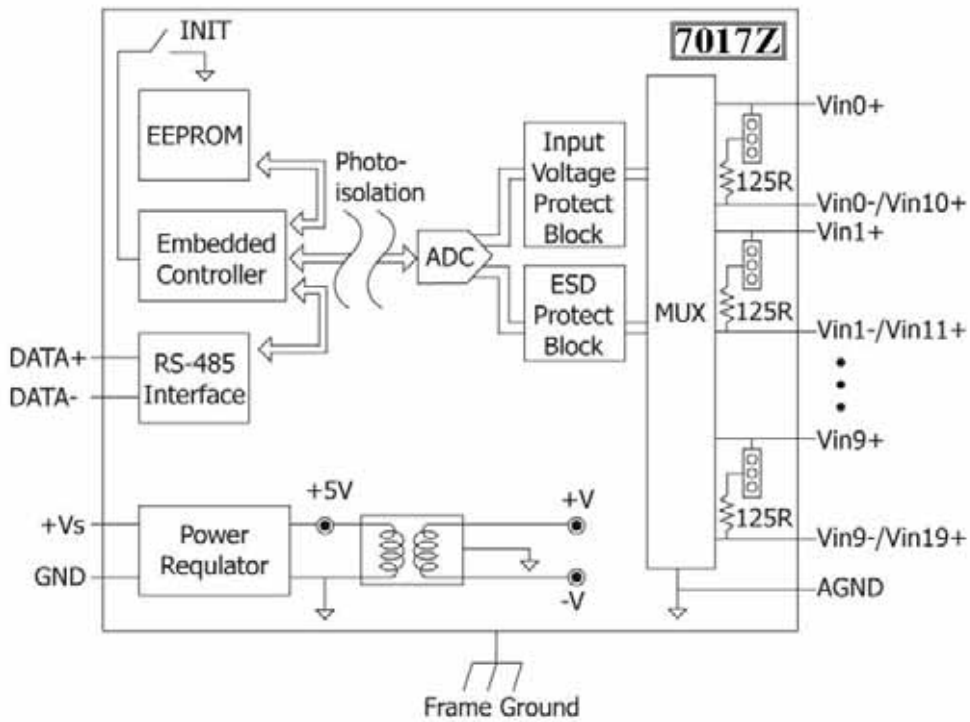 INIT
7017Z
EEPROM
Photo-
isolation
Embedded
Controller
ADC
Input
Voltage
Protect
Block
ESD
Protect
Block
MUX
Vin0+
125R
Vin0-/Vin10+
Vin1+
125R
Vin1-/Vin11+
DATA+
DATA-
RS-485
Interface
Vin9+
125R
Vin9-/Vin19+
AGND
+Vs
GND
Power
Requlator
+5V
+V
-V
Frame Ground